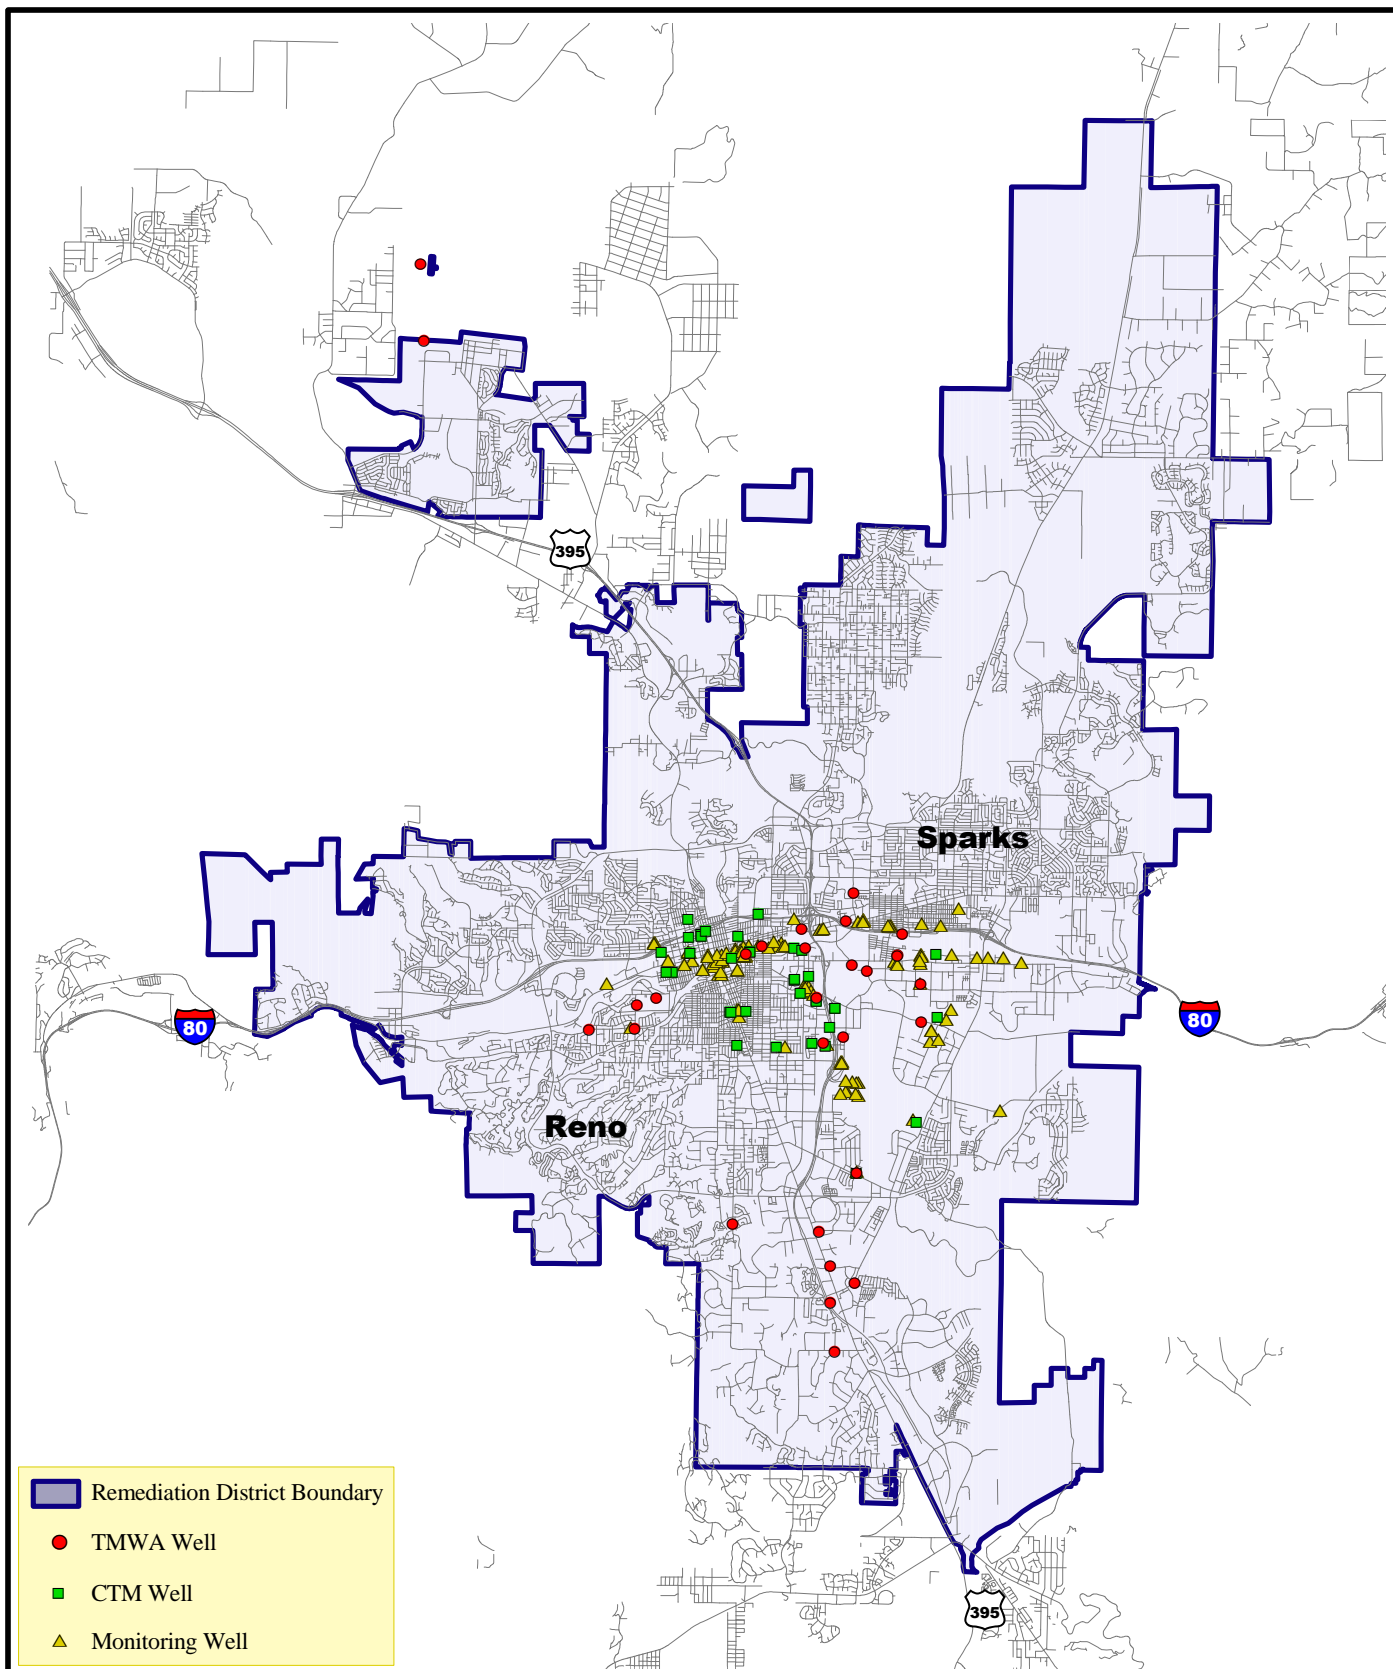 395
Sparks
80
80
Reno
Remediation District Boundary
TMWA Well
CTM Well
395
Monitoring Well